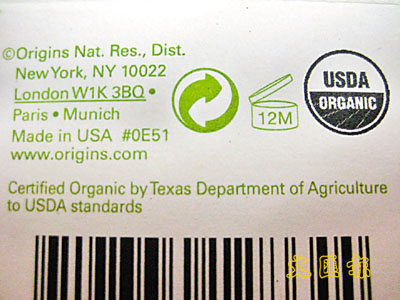 ©Origins Nat. Res., Dist.
New York, NY 10022
London W1K 3BQ •
Paris • Munich
Made in USA #0E51
www.origins.com
12M
USDA
ORGANIC
Certified Organic by Texas Department of Agriculture
to USDA standards